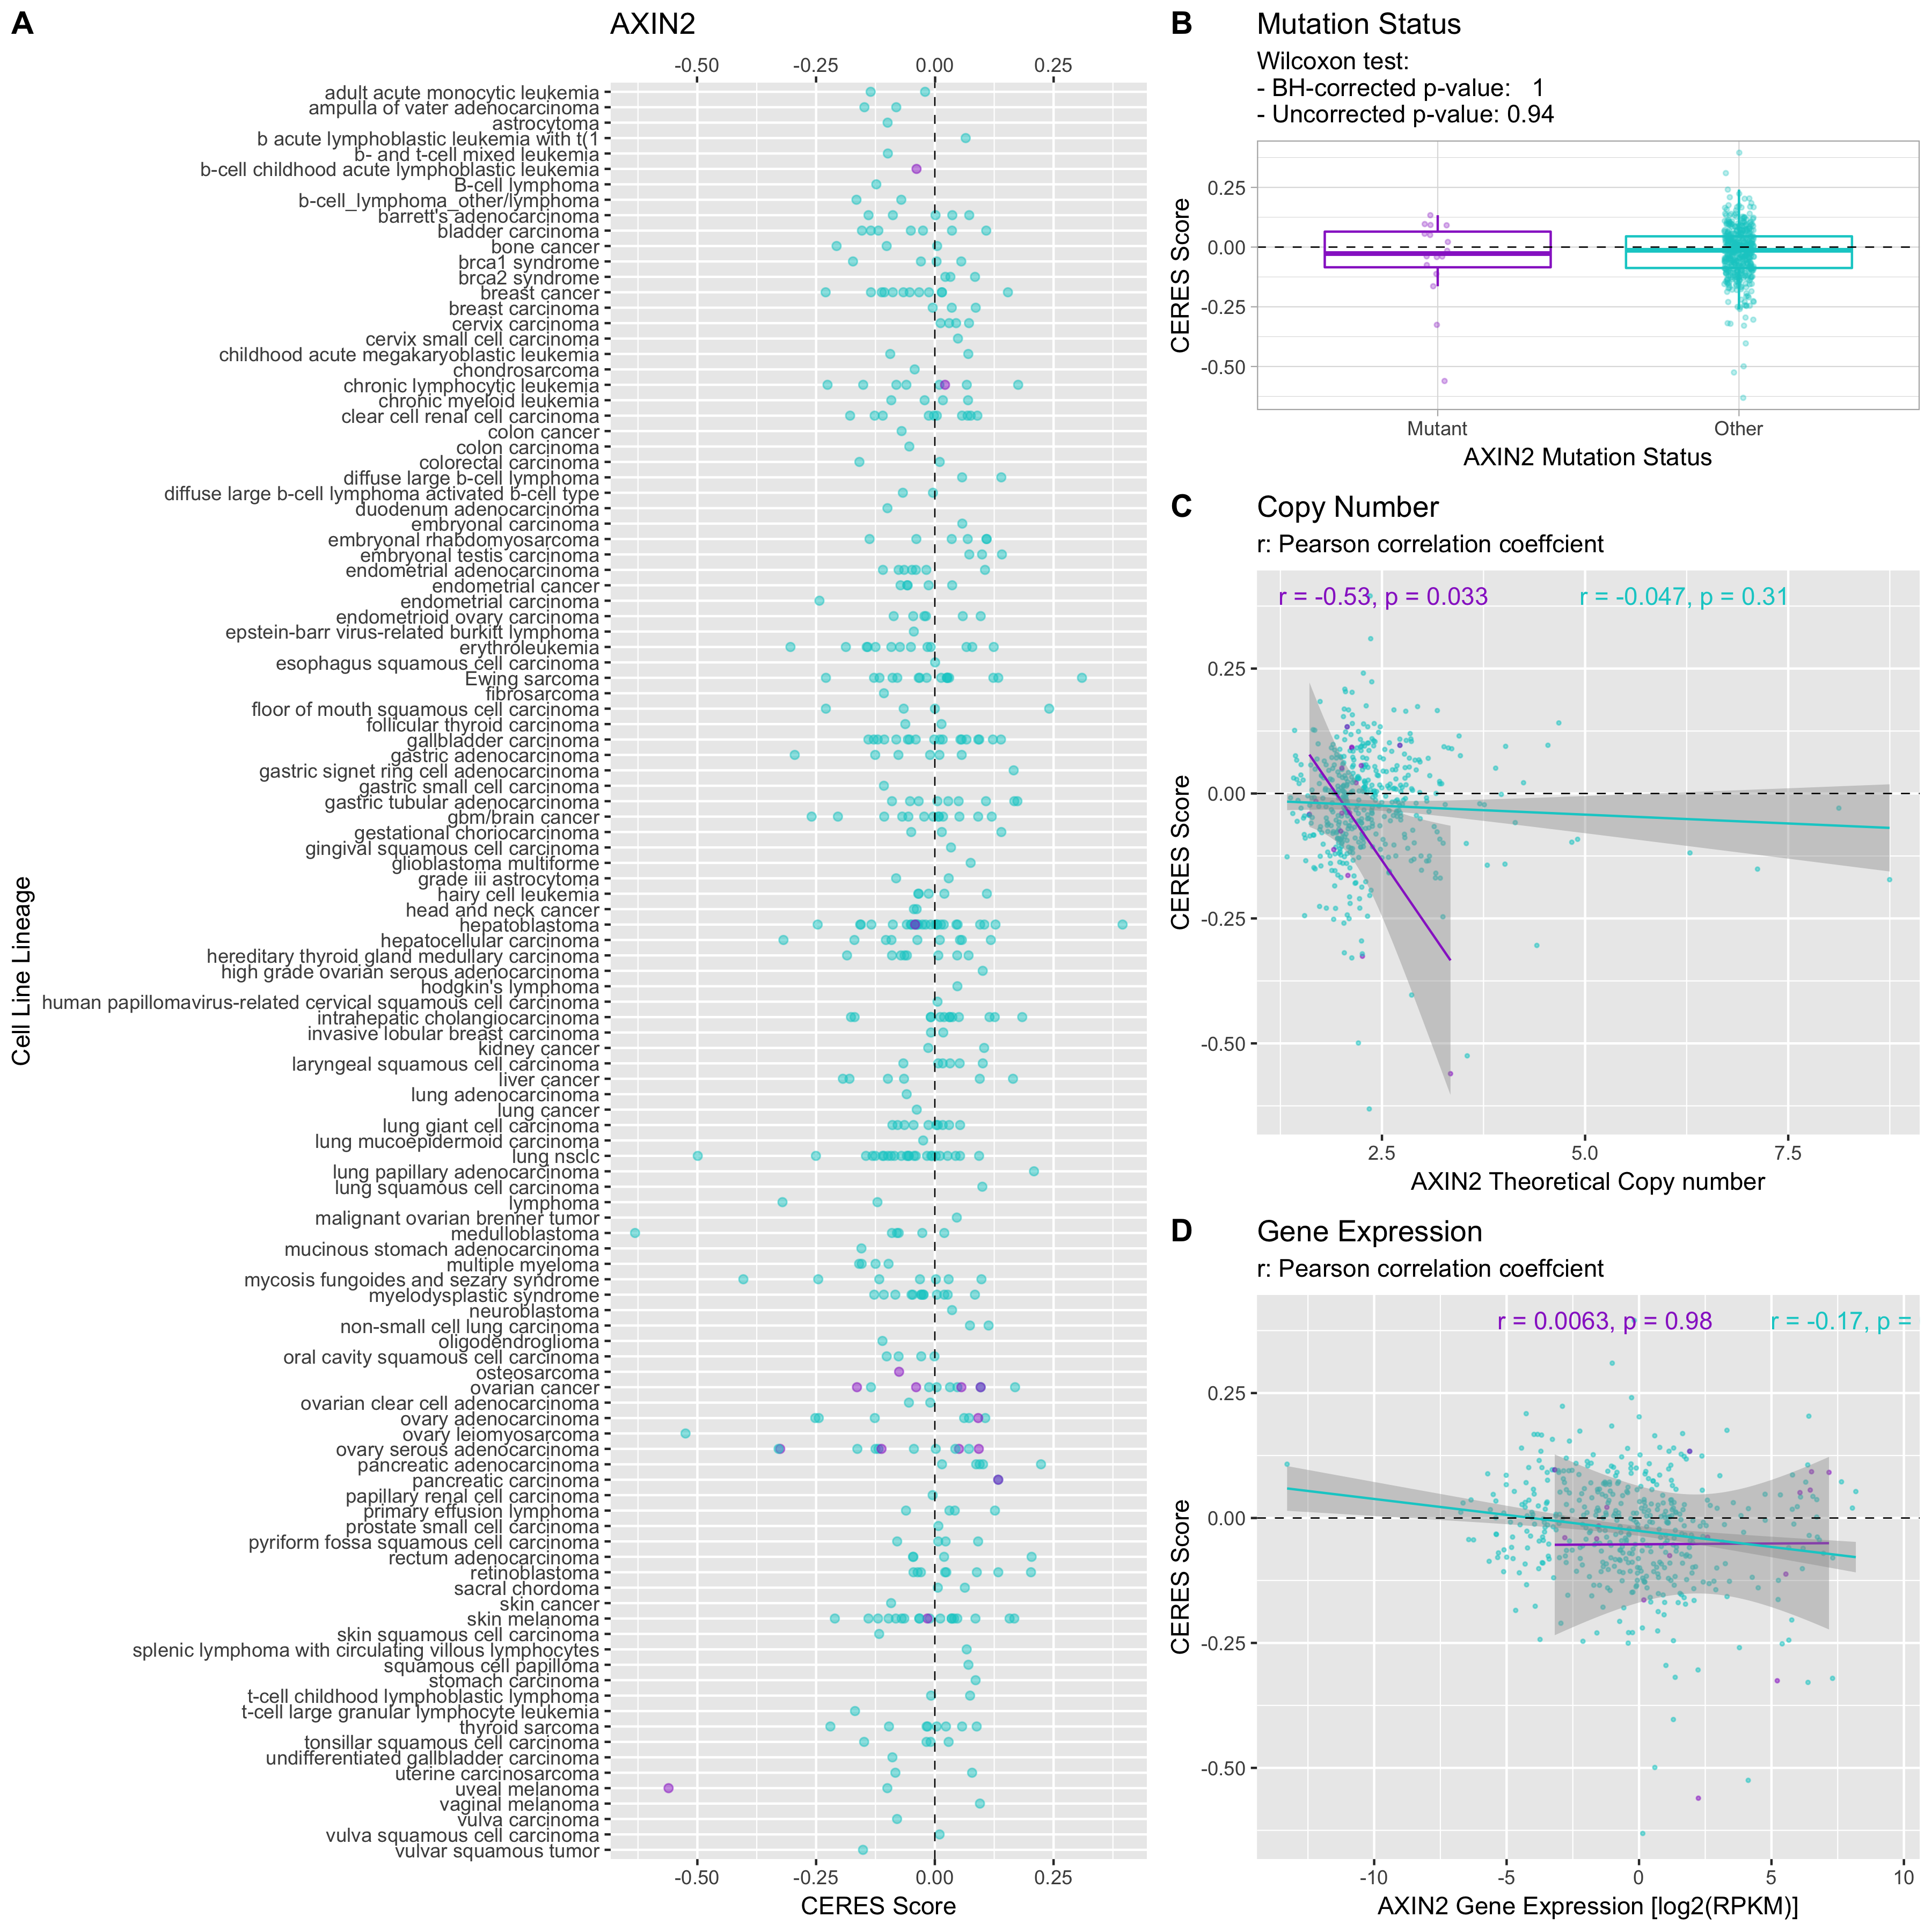 A
AXIN2
-0.50 -0.25 0.00 0.25
Cell Line Lineage
adult acute monocytic leukemia
ampulla of vater adenocarcinoma
astrocytoma
b acute lymphoblastic leukemia with t(1
b- and t-cell mixed leukemia
b-cell childhood acute lymphoblastic leukemia
B-cell lymphoma
b-cell_lymphoma_other/lymphoma
barrett's adenocarcinoma
bladder carcinoma
bone cancer
brca1 syndrome
brca2 syndrome
breast cancer
breast carcinoma
cervix carcinoma
cervix small cell carcinoma
childhood acute megakaryoblastic leukemia
chondrosarcoma
chronic lymphocytic leukemia
chronic myeloid leukemia
clear cell renal cell carcinoma
colon cancer
colon carcinoma
colorectal carcinoma
diffuse large b-cell lymphoma
diffuse large b-cell lymphoma activated b-cell type
duodenum adenocarcinoma
embryonal carcinoma
embryonal rhabdomyosarcoma
embryonal testis carcinoma
endometrial adenocarcinoma
endometrial cancer
endometrial carcinoma
endometrioid ovary carcinoma
epstein-barr virus-related burkitt lymphoma
erythroleukemia
esophagus squamous cell carcinoma
Ewing sarcoma
fibrosarcoma
floor of mouth squamous cell carcinoma
follicular thyroid carcinoma
gallbladder carcinoma
gastric adenocarcinoma
gastric signet ring cell adenocarcinoma
gastric small cell carcinoma
gastric tubular adenocarcinoma
gbm/brain cancer
gestational choriocarcinoma
gingival squamous cell carcinoma
glioblastoma multiforme
grade iii astrocytoma
hairy cell leukemia
head and neck cancer
hepatoblastoma
hepatocellular carcinoma
hereditary thyroid gland medullary carcinoma
high grade ovarian serous adenocarcinoma
hodgkin's lymphoma
human papillomavirus-related cervical squamous cell carcinoma
intrahepatic cholangiocarcinoma
invasive lobular breast carcinoma
kidney cancer
laryngeal squamous cell carcinoma
liver cancer
lung adenocarcinoma
lung cancer
lung giant cell carcinoma
lung mucoepidermoid carcinoma
lung nsclc
lung papillary adenocarcinoma
lung squamous cell carcinoma
lymphoma
malignant ovarian brenner tumor
medulloblastoma
mucinous stomach adenocarcinoma
multiple myeloma
mycosis fungoides and sezary syndrome
myelodysplastic syndrome
neuroblastoma
non-small cell lung carcinoma
oligodendroglioma
oral cavity squamous cell carcinoma
osteosarcoma
ovarian cancer
ovarian clear cell adenocarcinoma
ovary adenocarcinoma
ovary leiomyosarcoma
ovary serous adenocarcinoma
pancreatic adenocarcinoma
pancreatic carcinoma
papillary renal cell carcinoma
primary effusion lymphoma
prostate small cell carcinoma
pyriform fossa squamous cell carcinoma
rectum adenocarcinoma
retinoblastoma
sacral chordoma
skin cancer
skin melanoma
skin squamous cell carcinoma
splenic lymphoma with circulating villous lymphocytes
squamous cell papilloma
stomach carcinoma
t-cell childhood lymphoblastic lymphoma
t-cell large granular lymphocyte leukemia
thyroid sarcoma
tonsillar squamous cell carcinoma
undifferentiated gallbladder carcinoma
uterine carcinosarcoma
uveal melanoma
vaginal melanoma
vulva carcinoma
vulva squamous cell carcinoma
vulvar squamous tumor
-0.50 -0.25 0.00 0.25
CERES Score
B
Mutation Status
Wilcoxon test:
- BH-corrected p-value: 1
- Uncorrected p-value: 0.94
CERES Score
0.25
0.00
-0.25
-0.50
Mutant Other
AXIN2 Mutation Status
C
Copy Number
r: Pearson correlation coeffcient
r = -0.53, p = 0.033 r = -0.047, p = 0.31
CERES Score
0.25
0.00
-0.25
-0.50
2.5 5.0 7.5
AXIN2 Theoretical Copy number
D
Gene Expression
r: Pearson correlation coeffcient
r = 0.0063, p = 0.98 r = -0.17, p =
CERES Score
0.25
0.00
-0.25
-0.50
-10 -5 0 5 10
AXIN2 Gene Expression [log2(RPKM)]